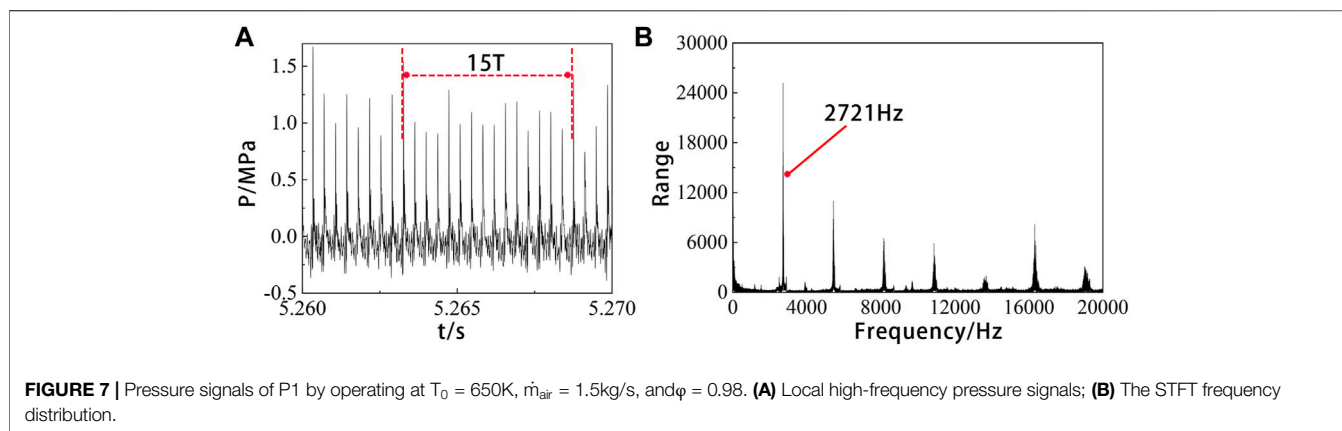 A
B
P/MPa
1.5
1.0
0.5
0.0
-0.5
15T
5.260
5.265
5.270
t/s
Range
30000
24000
18000
12000
6000
0
2721Hz
0
4000
8000
12000
16000
20000
Frequency/Hz
FIGURE 7 | Pressure signals of P1 by operating at T₀ = 650K, ṁair = 1.5kg/s, andφ = 0.98. (A) Local high-frequency pressure signals; (B) The STFT frequency
distribution.